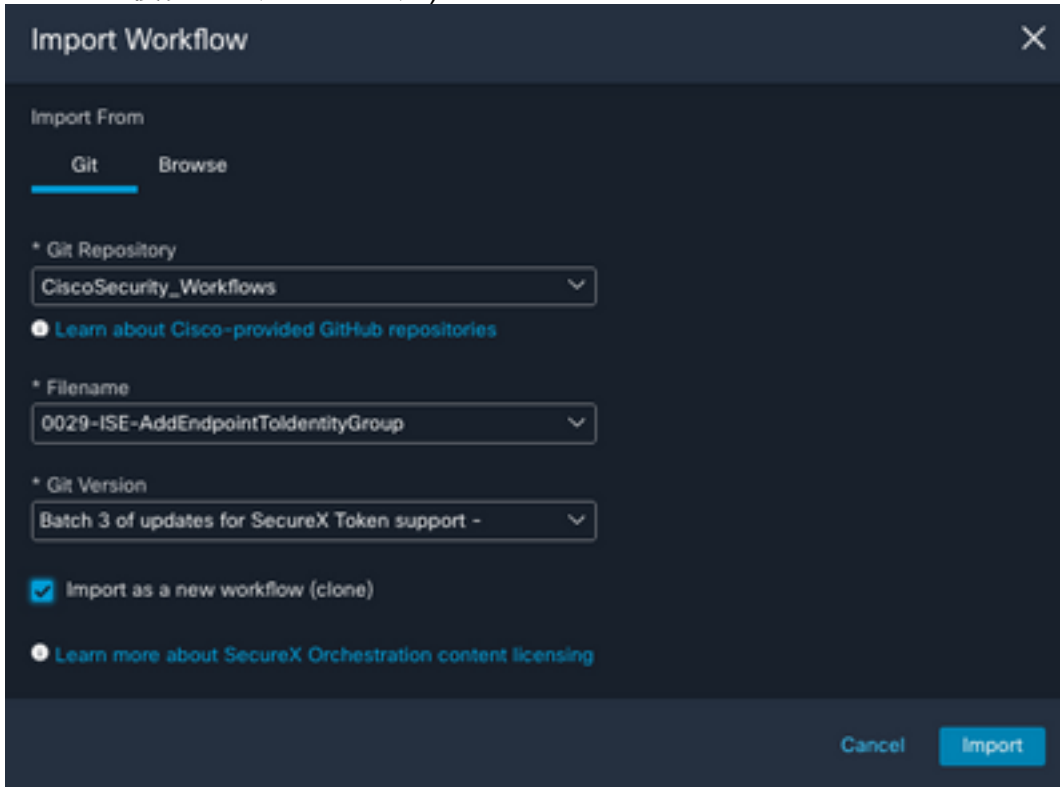 Import Workflow
Import From
Git Browse
* Git Repository
CiscoSecurity_Workflows
Learn about Cisco-provided GitHub repositories
* Filename
0029-ISE-AddEndpointToIdentityGroup
* Git Version
Batch 3 of updates for SecureX Token support -
Import as a new workflow (clone)
Learn more about SecureX Orchestration content licensing
Cancel Import